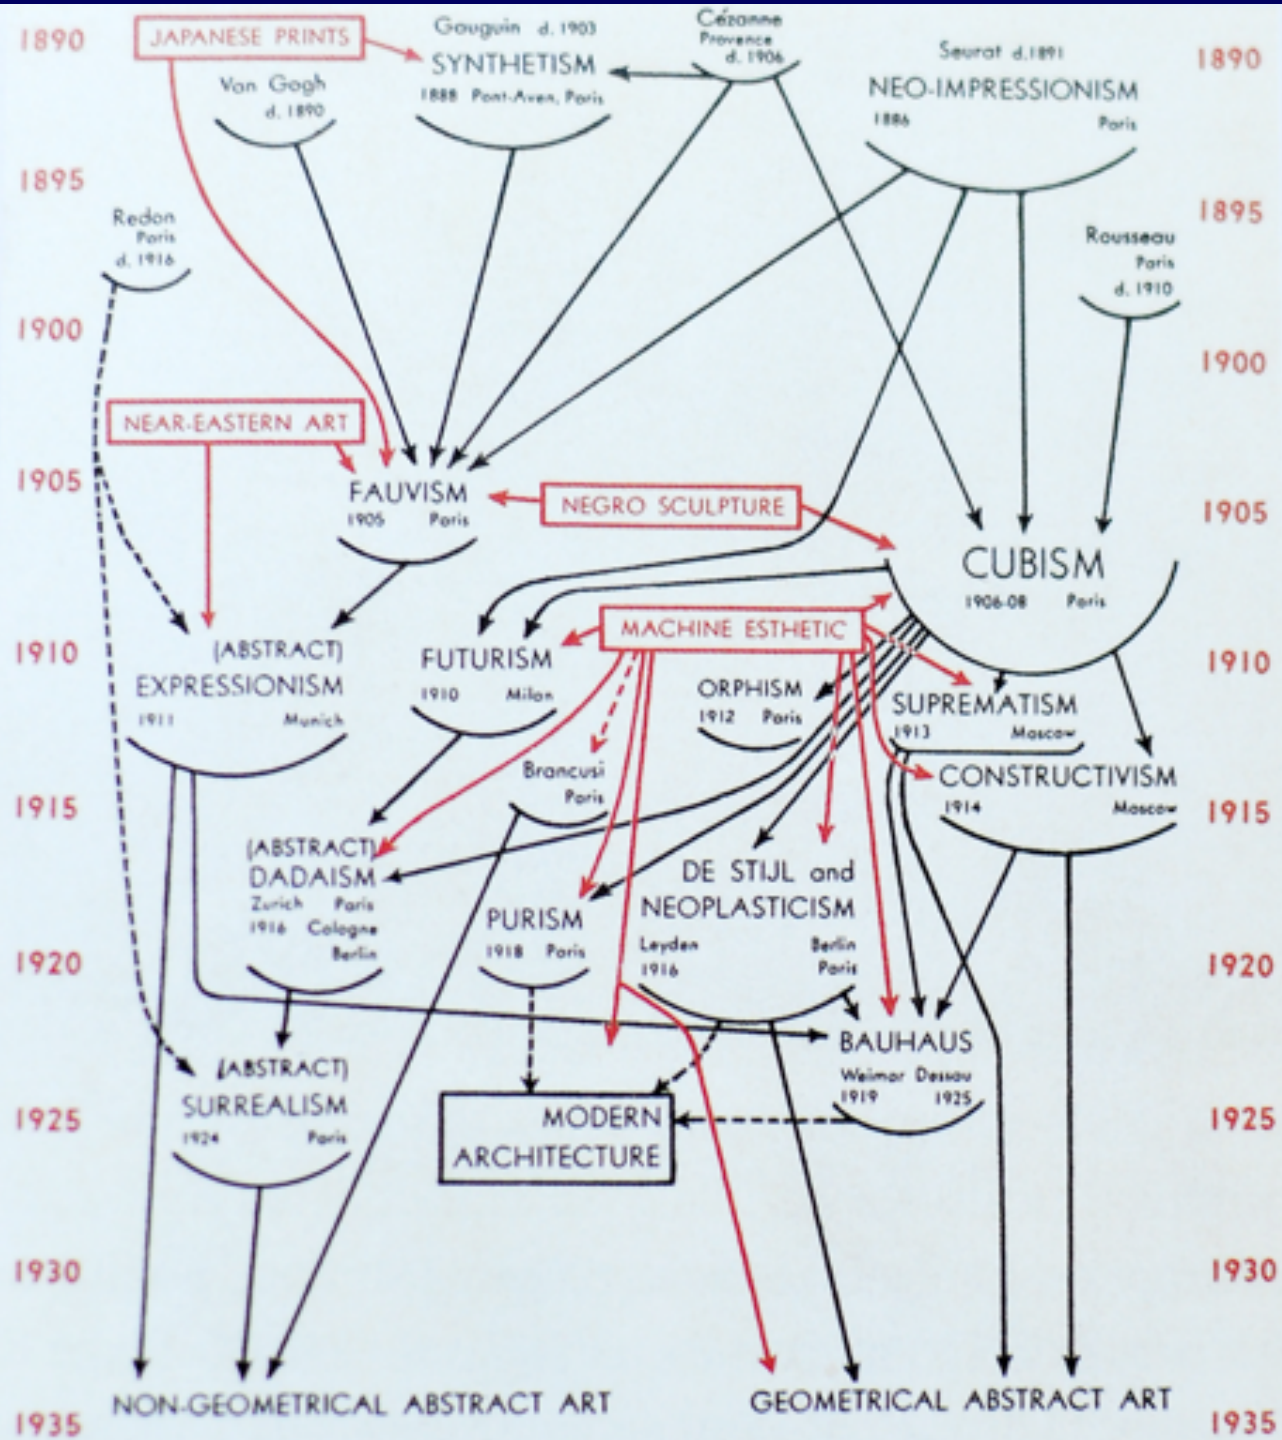 1890
JAPANESE PRINTS
Gauguin d. 1903
SYNTHETISM
1888 Pont-Aven, Paris
Cézanne
Provence
d. 1906
Seurat d.1891
NEO-IMPRESSIONISM
1886 Paris
1890
Van Gogh
d. 1890
1895
1895
Redon
Paris
d. 1916
Rousseau
Paris
d. 1910
1900
1900
NEAR-EASTERN ART
1905
FAUVISM
1905 Paris
NEGRO SCULPTURE
1905
CUBISM
1906-08 Paris
MACHINE ESTHETIC
1910
(ABSTRACT)
EXPRESSIONISM
1911 Munich
FUTURISM
1910 Milan
ORPHISM
1912 Paris
SUPREMATISM
1913 Moscow
1910
Brancusi
Paris
CONSTRUCTIVISM
1914 Moscow
1915
1915
(ABSTRACT)
DADAISM
Zurich Paris
1916 Cologne
Berlin
PURISM
1918 Paris
DE STIJL and
NEOPLASTICISM
Leyden Berlin
1916 Paris
1920
1920
BAUHAUS
Weimar Dessau
1919 1925
(ABSTRACT)
SURREALISM
1924 Paris
MODERN
ARCHITECTURE
1925
1925
1930
1930
NON-GEOMETRICAL ABSTRACT ART
GEOMETRICAL ABSTRACT ART
1935
1935